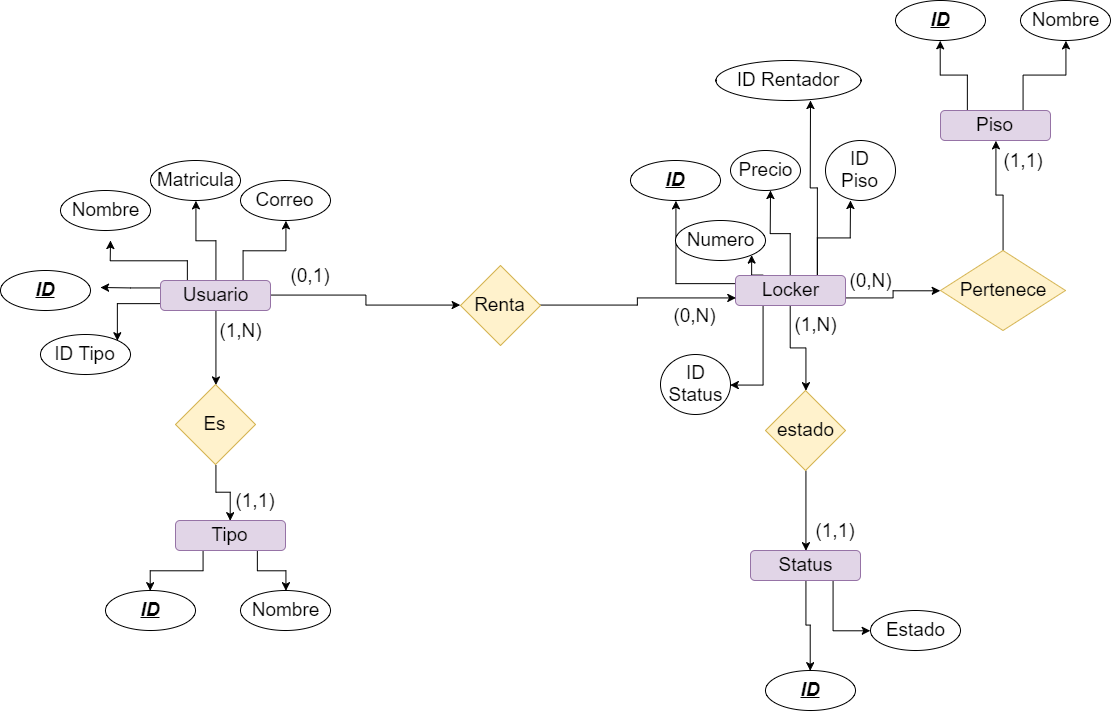 ID
Nombre
ID Rentador
Piso
(1,1)
Matricula
Precio
ID
Piso
ID
Correo
Nombre
Numero
(0,1)
(0,N)
ID
Usuario
Renta
Locker
Pertenece
(0,N)
(1,N)
(1,N)
ID Tipo
ID
Status
Es
estado
(1,1)
(1,1)
Tipo
Status
ID
Nombre
Estado
ID